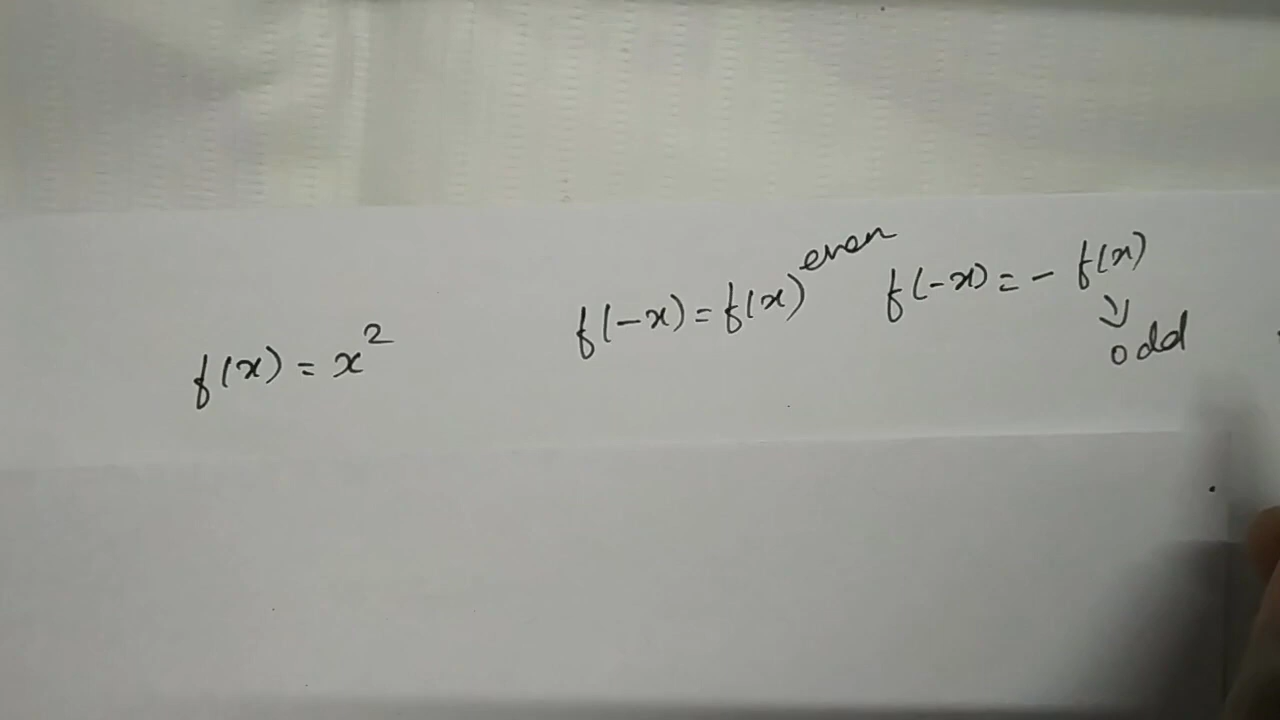 f(x) = x²
f(-x) = f(x) even
f(-x) = - f(x)
odd